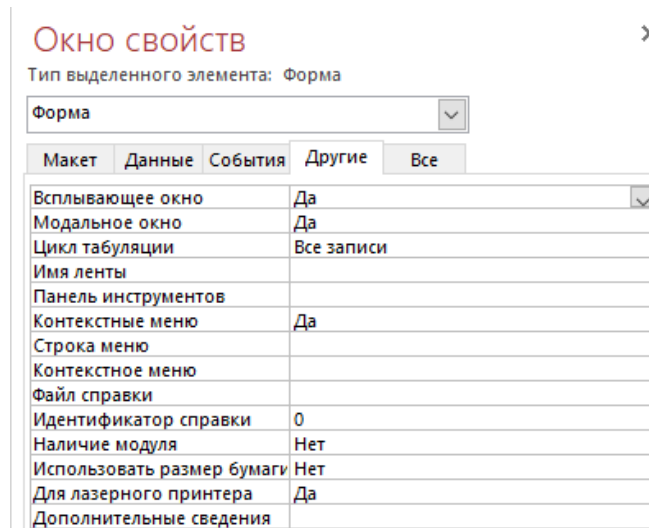 Окно свойств
Тип выделенного элемента: Форма
Форма
Макет Данные События Другие Все
Всплывающее окно Да
Модальное окно Да
Цикл табуляции Все записи
Имя ленты
Панель инструментов
Контекстные меню Да
Строка меню
Контекстное меню
Файл справки
Идентификатор справки 0
Наличие модуля Нет
Использовать размер бумаги Нет
Для лазерного принтера Да
Дополнительные сведения